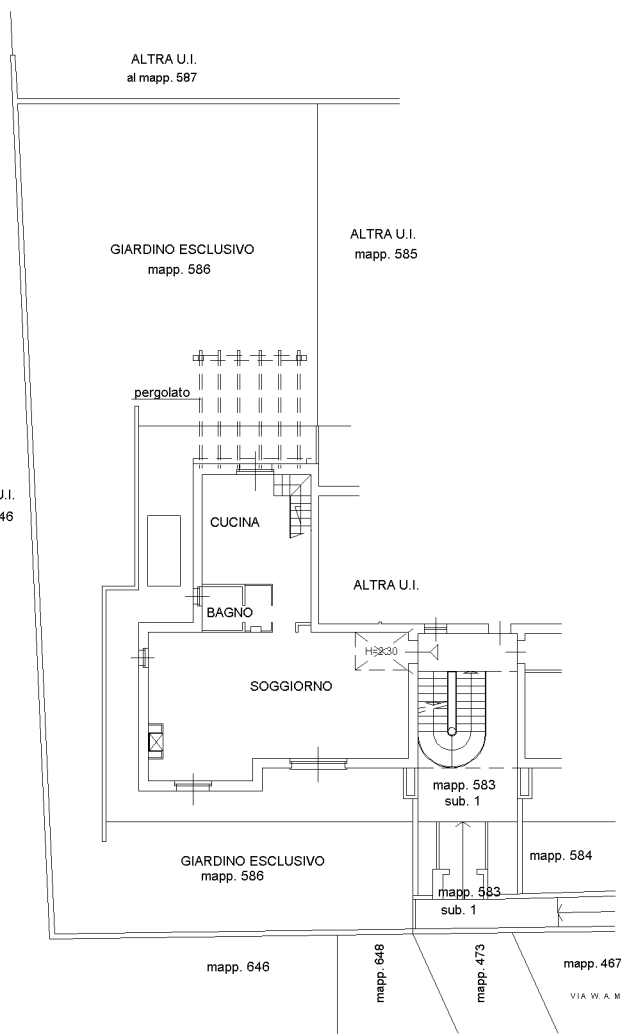 ALTRA U.I.
al mapp. 587
GIARDINO ESCLUSIVO
mapp. 586
ALTRA U.I.
mapp. 585
pergolato
U.I.
46
CUCINA
BAGNO
ALTRA U.I.
H=2.30
SOGGIORNO
mapp. 583
sub. 1
GIARDINO ESCLUSIVO
mapp. 586
mapp. 584
mapp. 583
sub. 1
mapp. 646
mapp. 648
mapp. 473
mapp. 467
VIA W. A. M